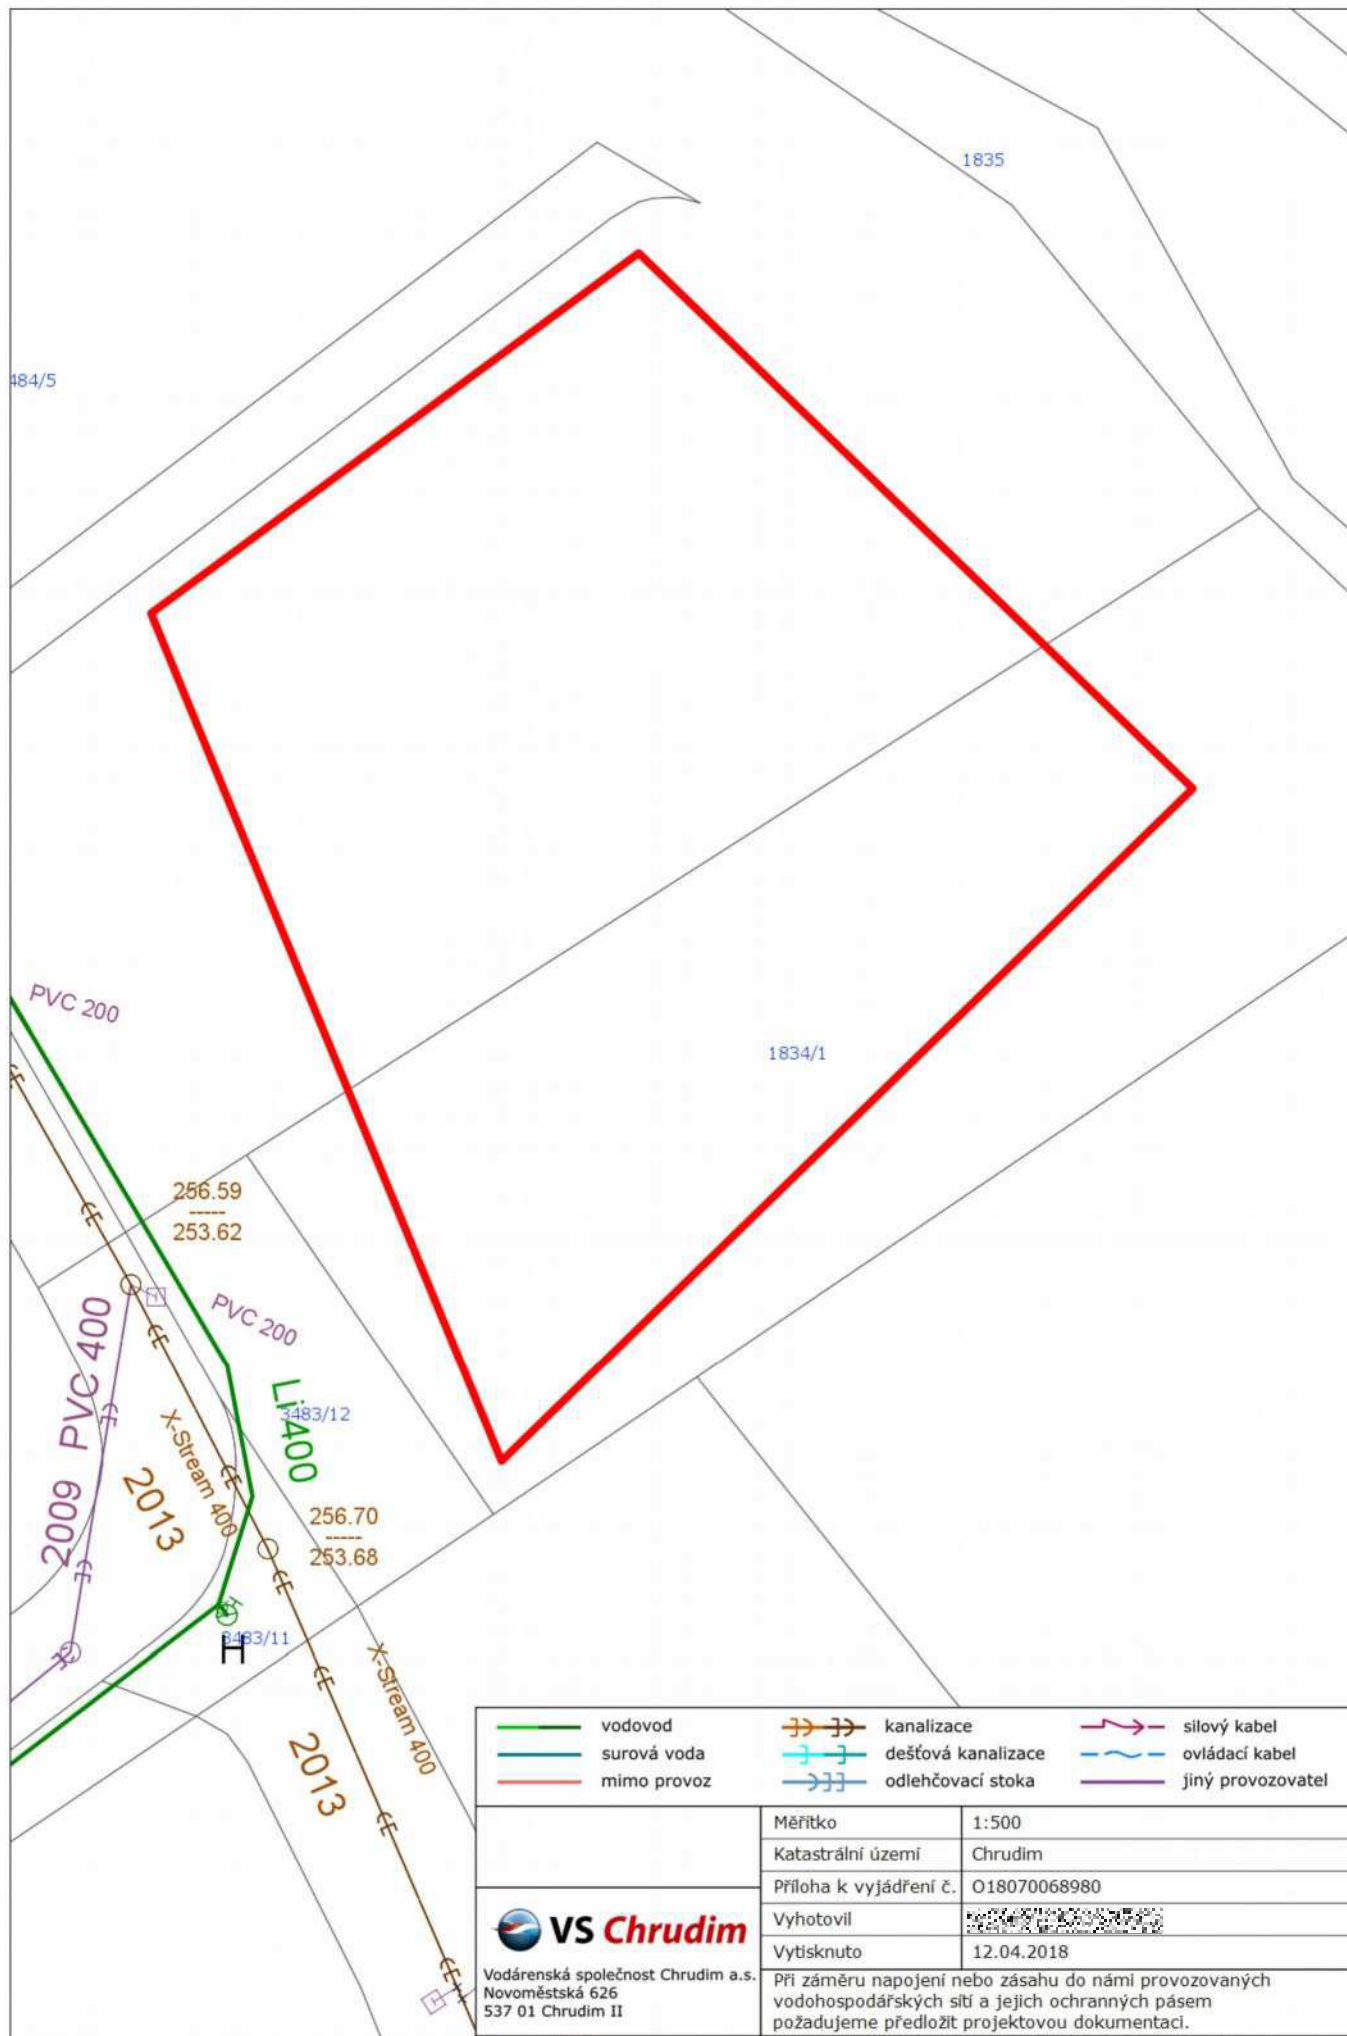 1835
484/5
PVC 200
1834/1
256.59
-----
253.62
PVC 200
2009 PVC 400
X-Stream 400
2013
Li400
3483/12
256.70
-----
253.68
3483/11
H
X-Stream 400
2013
vodovod
surová voda
mimo provoz
kanalizace
dešťová kanalizace
odlehčovací stoka
silový kabel
ovládací kabel
jiný provozovatel
Měřítko 1:500
Katastrální území Chrudim
Příloha k vyjádření č. O18070068980
Vyhotovil
Vytisknuto 12.04.2018
VS Chrudim
Vodárenská společnost Chrudim a.s.
Novoměstská 626
537 01 Chrudim II
Při záměru napojení nebo zásahu do námi provozovaných
vodohospodářských sítí a jejich ochranných pásem
požadujeme předložit projektovou dokumentaci.